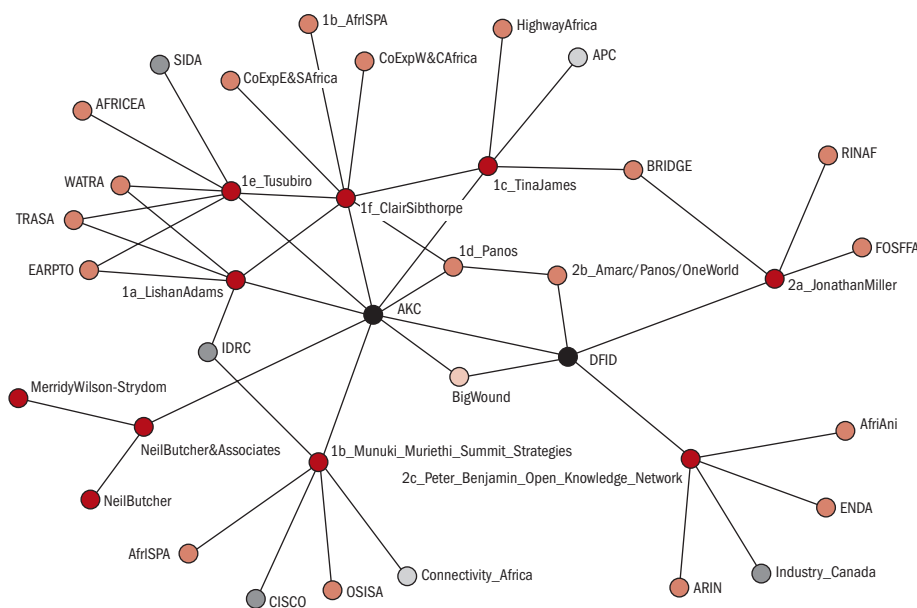 1b_AfrISPA
HighwayAfrica
SIDA
CoExpW&CAfrica
APC
CoExpE&SAfrica
AFRICEA
RINAF
WATRA
1e_Tusubiro
BRIDGE
1c_TinaJames
1f_ClairSibthorpe
TRASA
1d_Panos
FOSFFA
EARPTO
2b_Amarc/Panos/OneWorld
1a_LishanAdams
2a_JonathanMiller
AKC
IDRC
DFID
MerridyWilson-Strydom
BigWound
AfriAni
NeilButcher&Associates
1b_Munuki_Muriethi_Summit_Strategies
2c_Peter_Benjamin_Open_Knowledge_Network
NeilButcher
ENDA
AfrISPA
Connectivity_Africa
Industry_Canada
CISCO
OSISA
ARIN